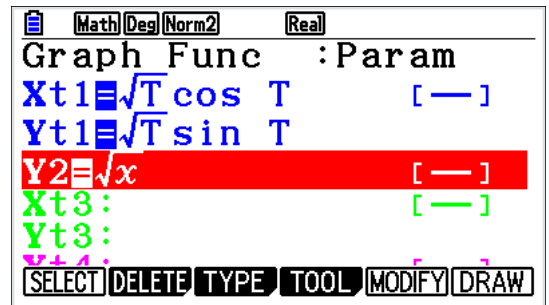 Math Deg Norm2 Real
Graph Func :Param
Xt1=√T cos T [—]
Yt1=√T sin T
Y2=√x [—]
Xt3: [—]
Yt3:
Xt4:
SELECT DELETE TYPE TOOL MODIFY DRAW